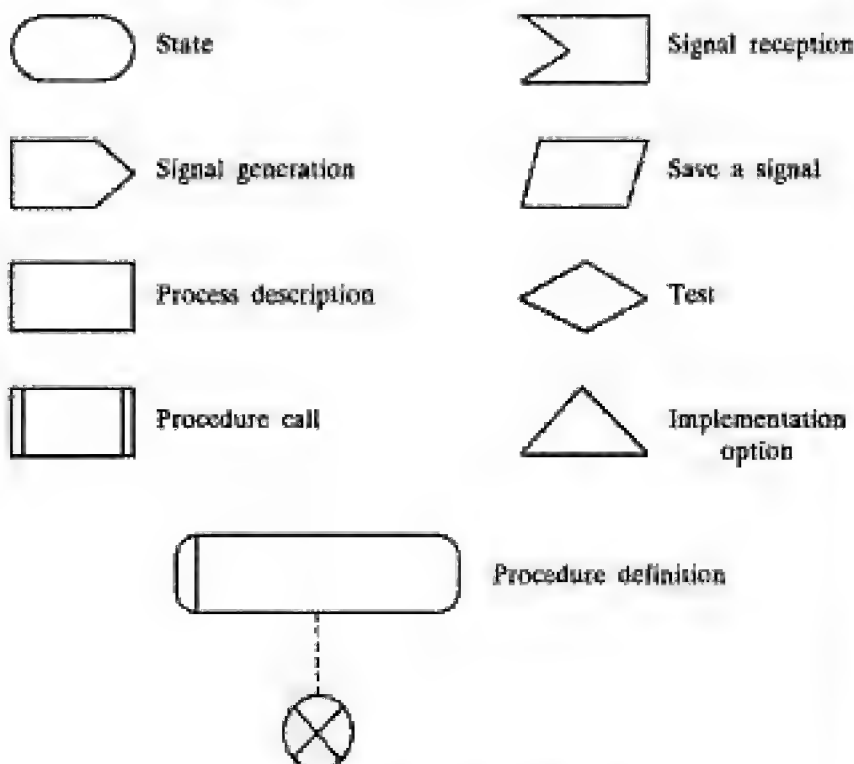 State
Signal reception
Signal generation
Save a signal
Process description
Test
Procedure call
Implementation
option
Procedure definition